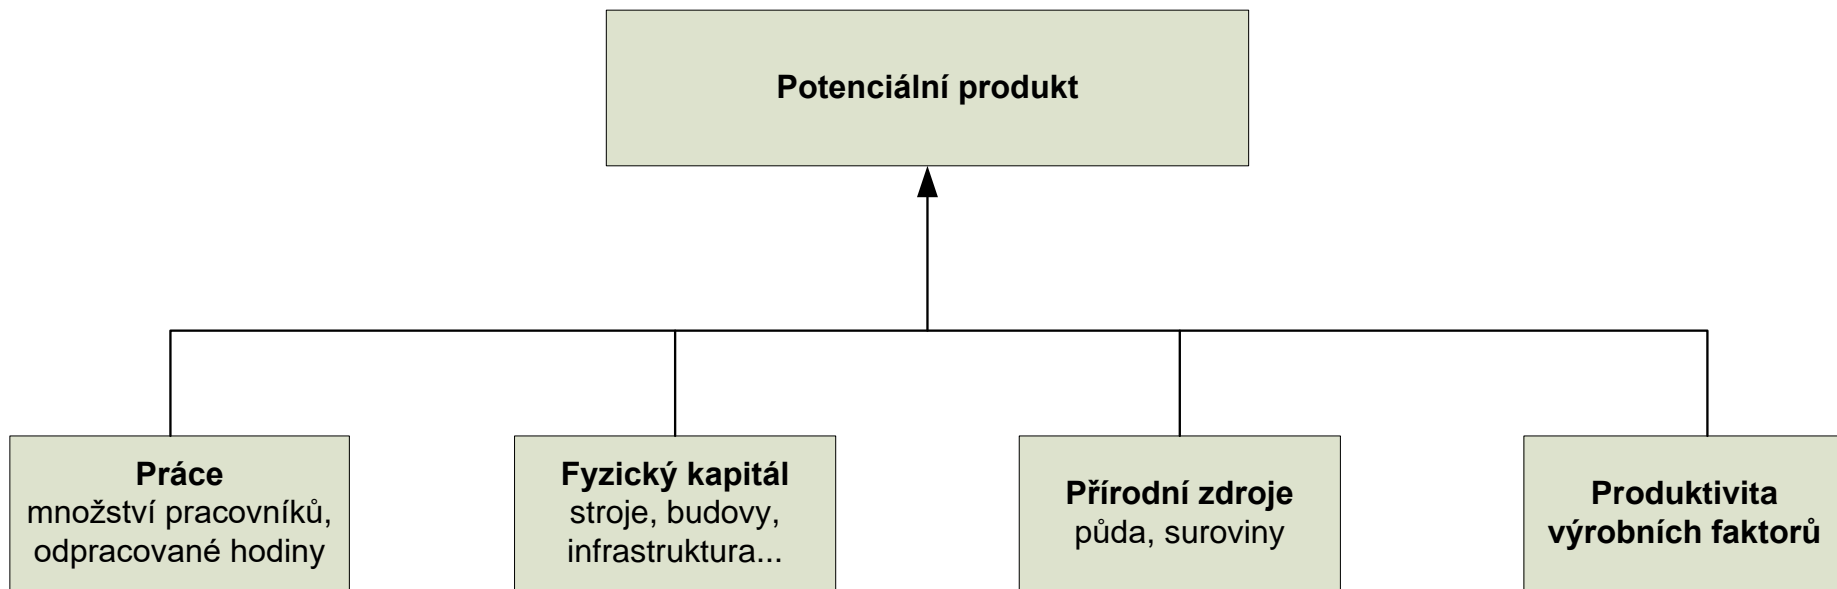 Potenciální produkt
Práce
množství pracovníků,
odpracované hodiny
Fyzický kapitál
stroje, budovy,
infrastruktura...
Přírodní zdroje
půda, suroviny
Produktivita
výrobních faktorů